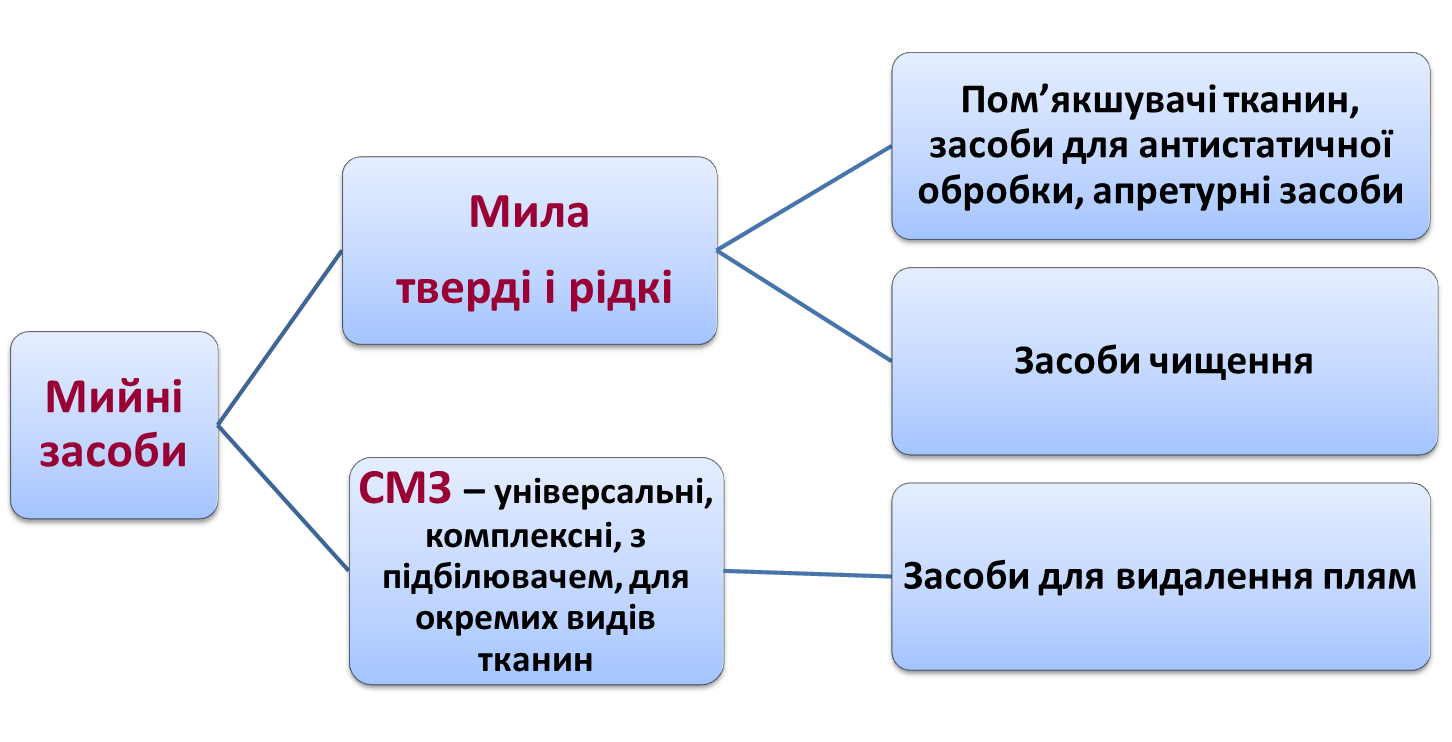 Мийні
засоби
Мила
тверді і рідкі
СМЗ – універсальні,
комплексні, з
підбілювачем, для
окремих видів
тканин
Пом’якшувачі тканин,
засоби для антистатичної
обробки, апретурні засоби
Засоби чищення
Засоби для видалення плям